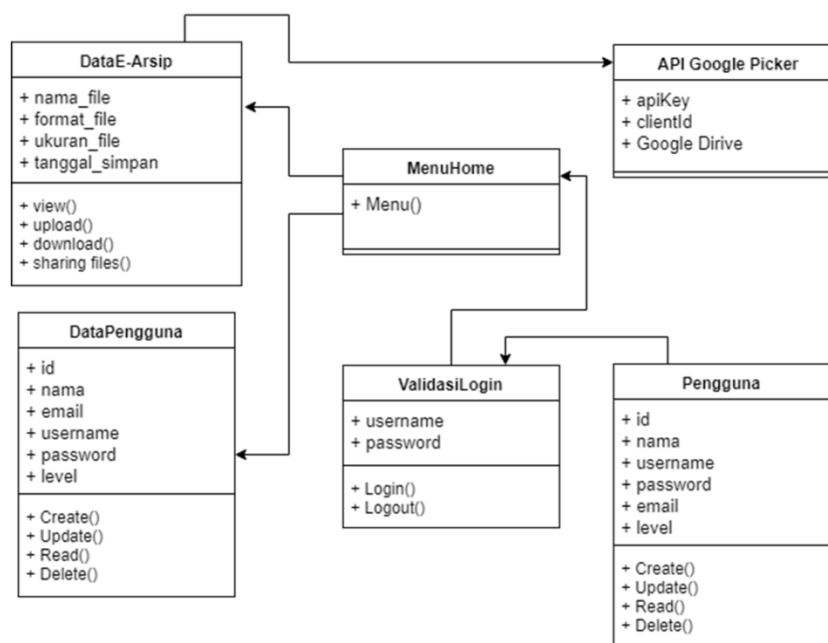 DataE-Arsip
+ nama_file
+ format_file
+ ukuran_file
+ tanggal_simpan
+ view()
+ upload()
+ download()
+ sharing files()
API Google Picker
+ apiKey
+ clientId
+ Google Dirive
MenuHome
+ Menu()
DataPengguna
+ id
+ nama
+ email
+ username
+ password
+ level
+ Create()
+ Update()
+ Read()
+ Delete()
ValidasiLogin
+ username
+ password
+ Login()
+ Logout()
Pengguna
+ id
+ nama
+ username
+ password
+ email
+ level
+ Create()
+ Update()
+ Read()
+ Delete()